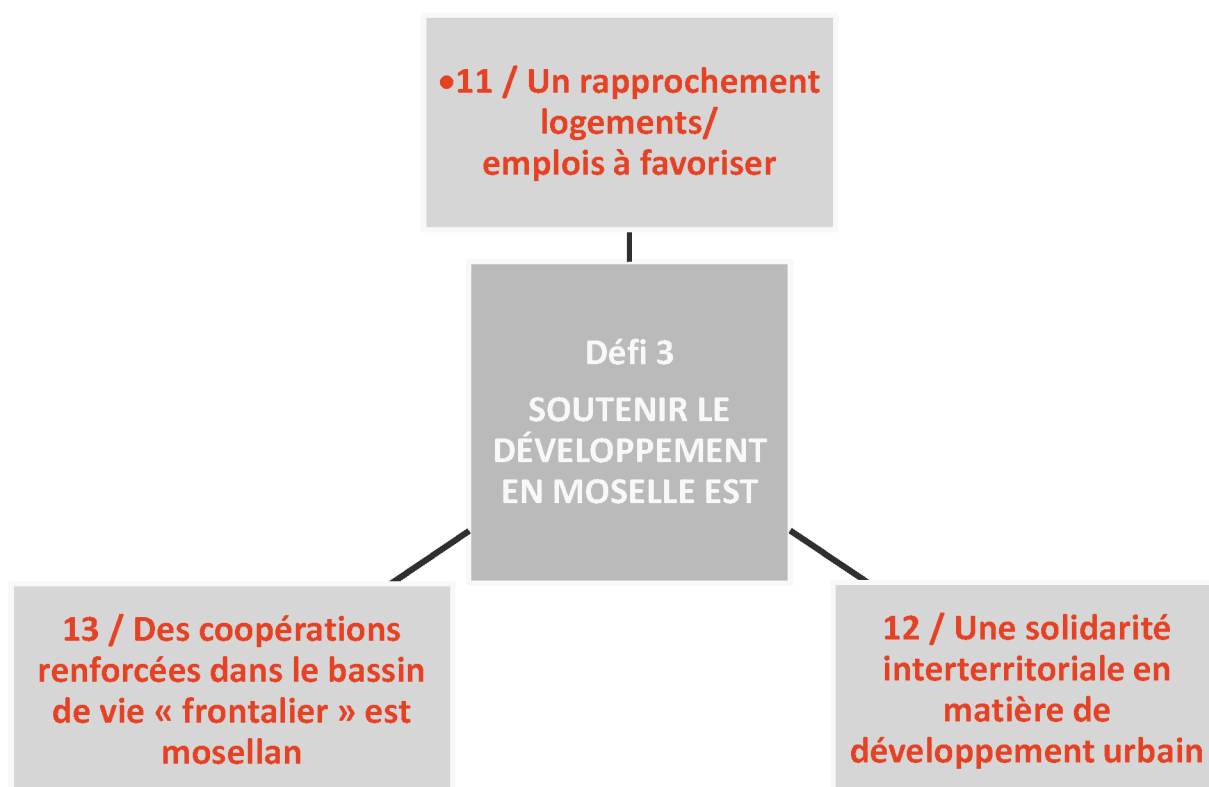 •11 / Un rapprochement
logements/
emplois à favoriser
Défi 3
SOUTENIR LE
DÉVELOPPEMENT
EN MOSELLE EST
13 / Des coopérations
renforcées dans le bassin
de vie « frontalier » est
mosellan
12 / Une solidarité
interterritoriale en
matière de
développement urbain